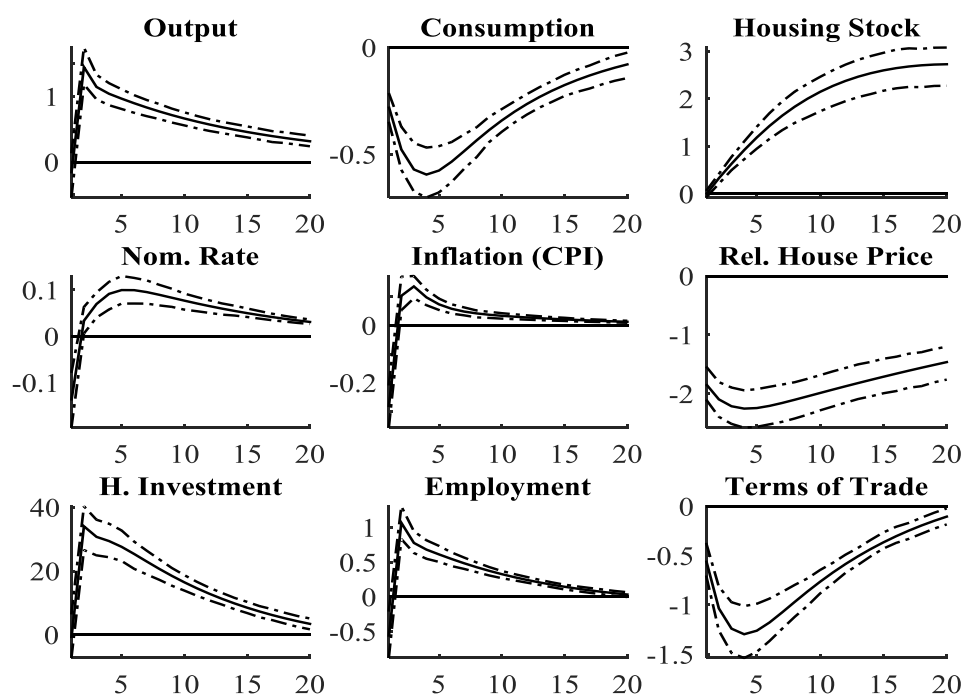 Output Consumption Housing Stock
1
0
5 10 15 20
0
-0.5
5 10 15 20
3
2
1
0
5 10 15 20
Nom. Rate Inflation (CPI) Rel. House Price
0.1
0
-0.1
5 10 15 20
0
-0.2
5 10 15 20
0
-1
-2
5 10 15 20
H. Investment Employment Terms of Trade
40
20
0
5 10 15 20
1
0.5
0
-0.5
5 10 15 20
0
-0.5
-1
-1.5
5 10 15 20